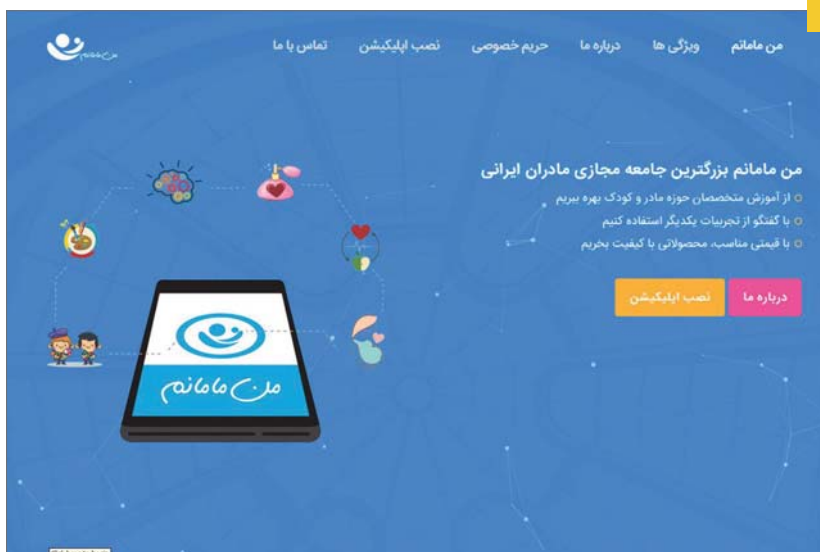 من مامانم ویژگی ها درباره ما حریم خصوصی نصب اپلیکیشن تماس با ما
من مامانم
من مامانم بزرگترین جامعه مجازی مادران ایرانی
از آموزش متخصصان حوزه مادر و کودک بهره ببریم
با گفتگو از تجربیات یکدیگر استفاده کنیم
با قیمتی مناسب، محصولاتی با کیفیت بخریم
درباره ما نصب اپلیکیشن
من مامانم